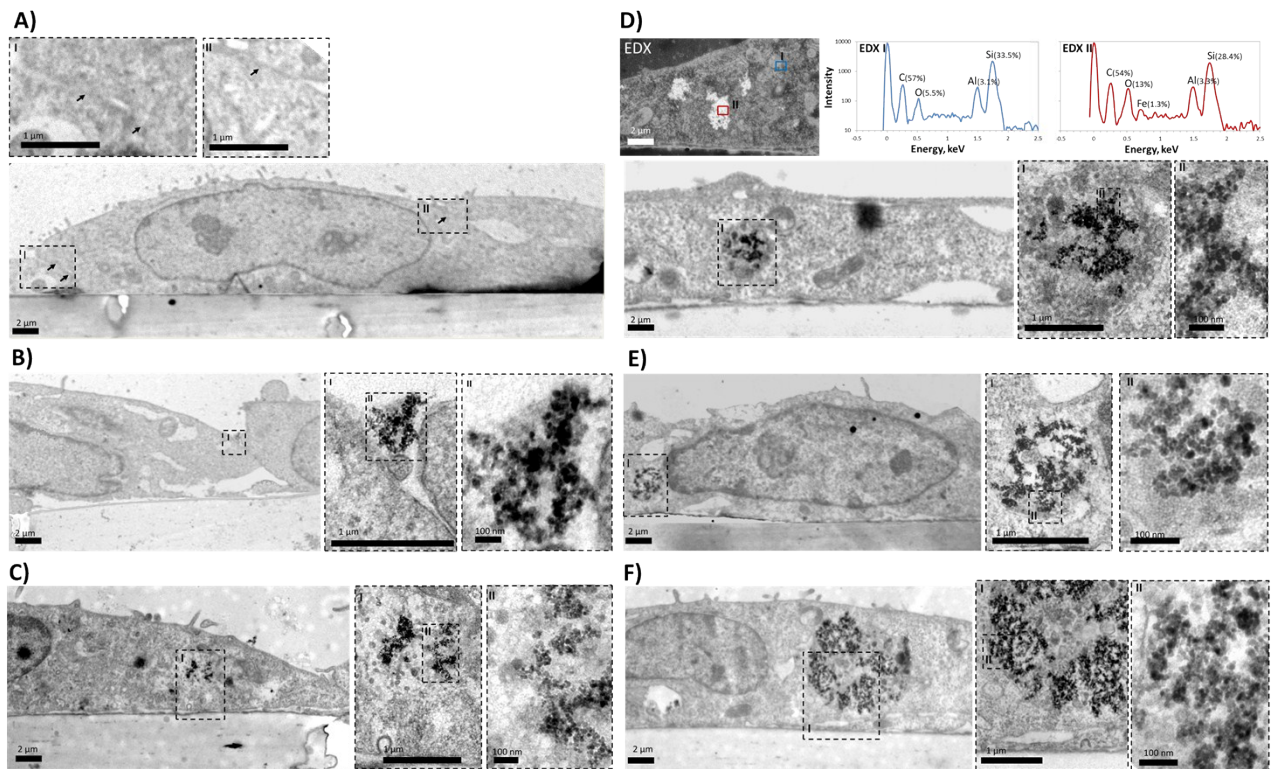 A)
I
1 µm
II
1 µm
I
II
2 µm
B)
I
2 µm
I
II
1 µm
II
100 nm
C)
I
2 µm
I
II
1 µm
II
100 nm
D)
EDX
I
II
2 µm
EDX I
Intensity
10000
1000
100
10
C(57%)
O(5.5%)
Al(3.1%)
Si(33.5%)
0 0.5 1 1.5 2 2.5
Energy, keV
EDX II
C(54%)
O(13%)
Fe(1.3%)
Al(3.3%)
Si(28.4%)
-0.5 0 0.5 1 1.5 2 2.5
Energy, keV
I
2 µm
I
II
1 µm
II
100 nm
E)
I
2 µm
I
II
1 µm
II
100 nm
F)
I
2 µm
I
II
1 µm
II
100 nm